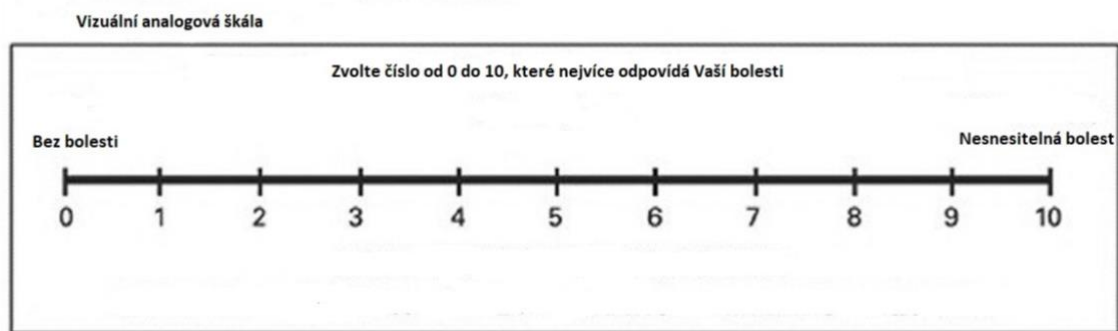 Vizuální analogová škála
Zvolte číslo od 0 do 10, které nejvíce odpovídá Vaší bolesti
Bez bolesti Nesnesitelná bolest
0 1 2 3 4 5 6 7 8 9 10